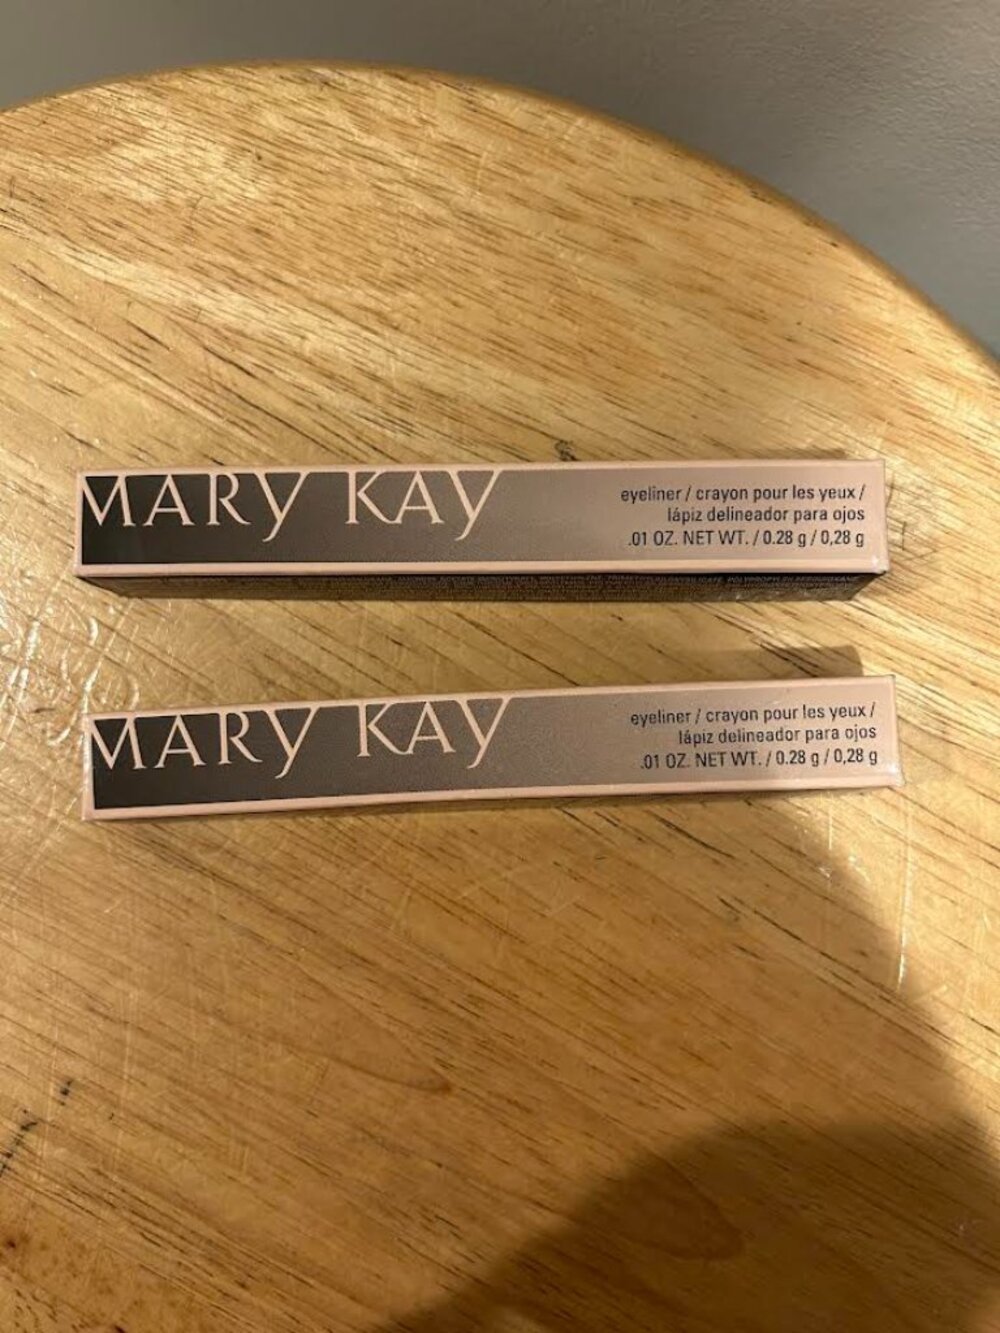 MARY KAY
eyeliner / crayon pour les yeux /
lápiz delineador para ojos
.01 OZ. NET WT. / 0.28 g / 0,28 g
MARY KAY
eyeliner / crayon pour les yeux /
lápiz delineador para ojos
.01 OZ. NET WT. / 0.28 g / 0,28 g